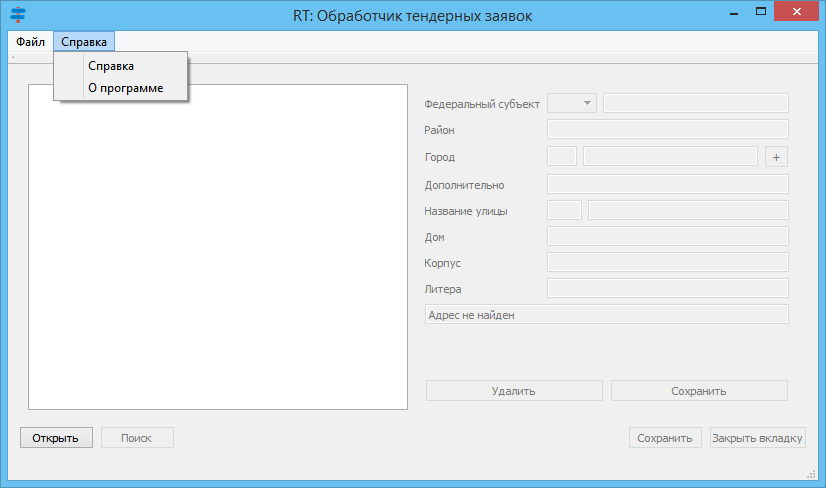 RT: Обработчик тендерных заявок
Файл Справка
Справка
О программе
Федеральный субъект
Район
Город +
Дополнительно
Название улицы
Дом
Корпус
Литера
Адрес не найден
Удалить Сохранить
Открыть Поиск Сохранить Закрыть вкладку